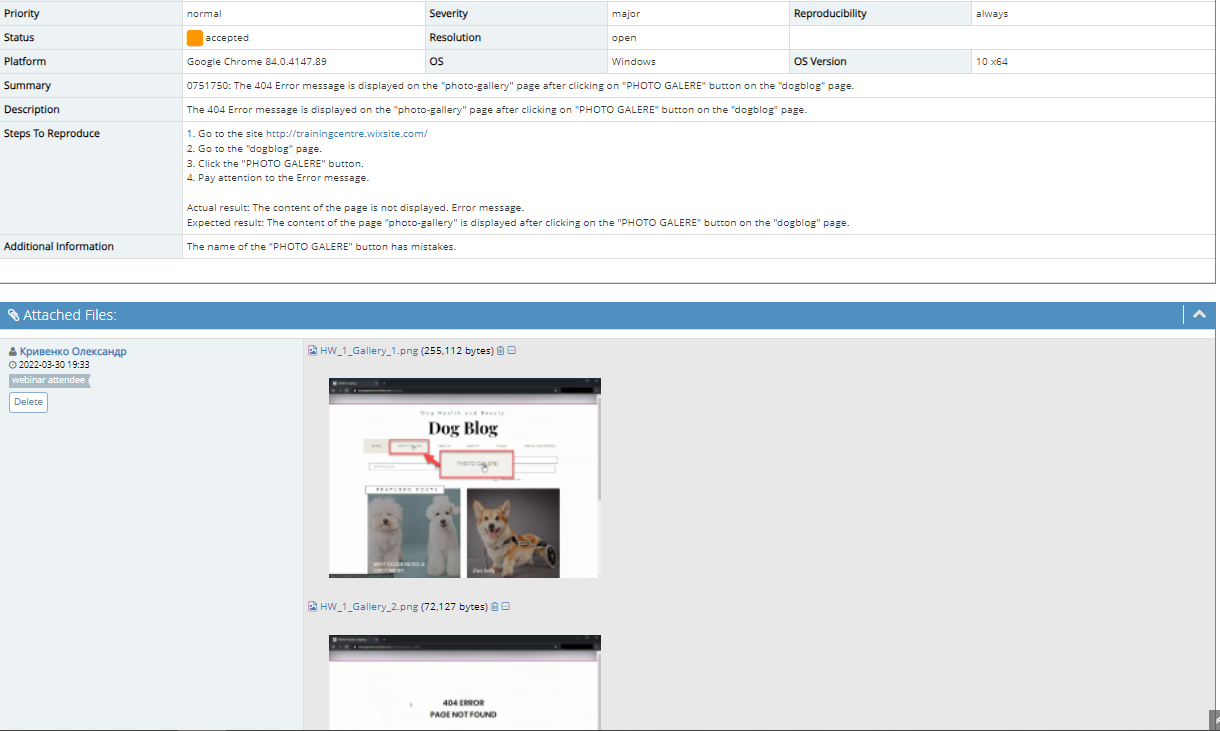 Priority normal Severity major Reproducibility always
Status accepted Resolution open
Platform Google Chrome 84.0.4147.89 OS Windows OS Version 10 x64
Summary 0751750: The 404 Error message is displayed on the "photo-gallery" page after clicking on "PHOTO GALERE" button on the "dogblog" page.
Description The 404 Error message is displayed on the "photo-gallery" page after clicking on "PHOTO GALERE" button on the "dogblog" page.
Steps To Reproduce 1. Go to the site http://trainingcentre.wixsite.com/
2. Go to the "dogblog" page.
3. Click the "PHOTO GALERE" button.
4. Pay attention to the Error message.
Actual result: The content of the page is not displayed. Error message.
Expected result: The content of the page "photo-gallery" is displayed after clicking on the "PHOTO GALERE" button on the "dogblog" page.
Additional Information The name of the "PHOTO GALERE" button has mistakes.
Attached Files:
Кривенко Олександр
2022-03-30 19:33
webinar attendee
Delete
HW_1_Gallery_1.png (255,112 bytes)
Dog Health and Beauty
Dog Blog
HOME
PHOTO GALERE
FEATURED POSTS
WHY DOGS NEED A
GROOMER?
HW_1_Gallery_2.png (72,127 bytes)
404 ERROR
PAGE NOT FOUND